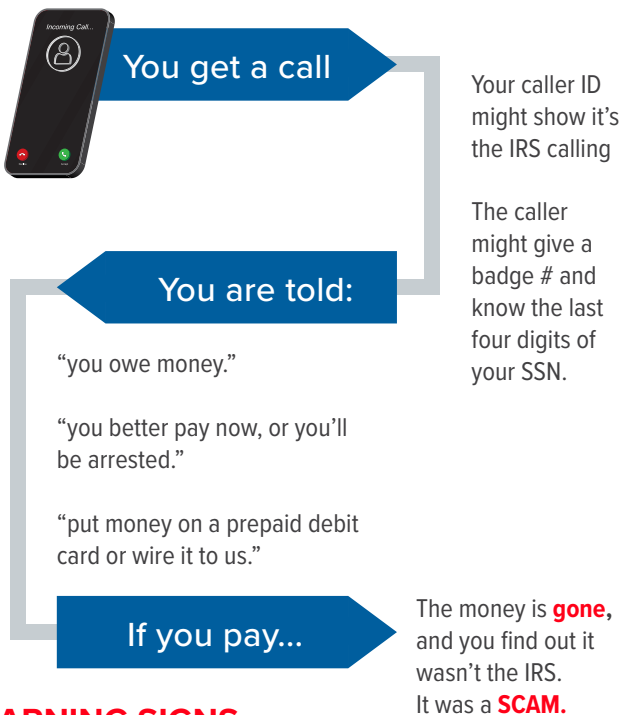 Incoming Call...
You get a call
Your caller ID
might show it's
the IRS calling
The caller
might give a
badge # and
know the last
four digits of
your SSN.
You are told:
“you owe money.”
“you better pay now, or you’ll
be arrested.”
“put money on a prepaid debit
card or wire it to us.”
If you pay...
The money is gone,
and you find out it
wasn’t the IRS.
It was a SCAM.